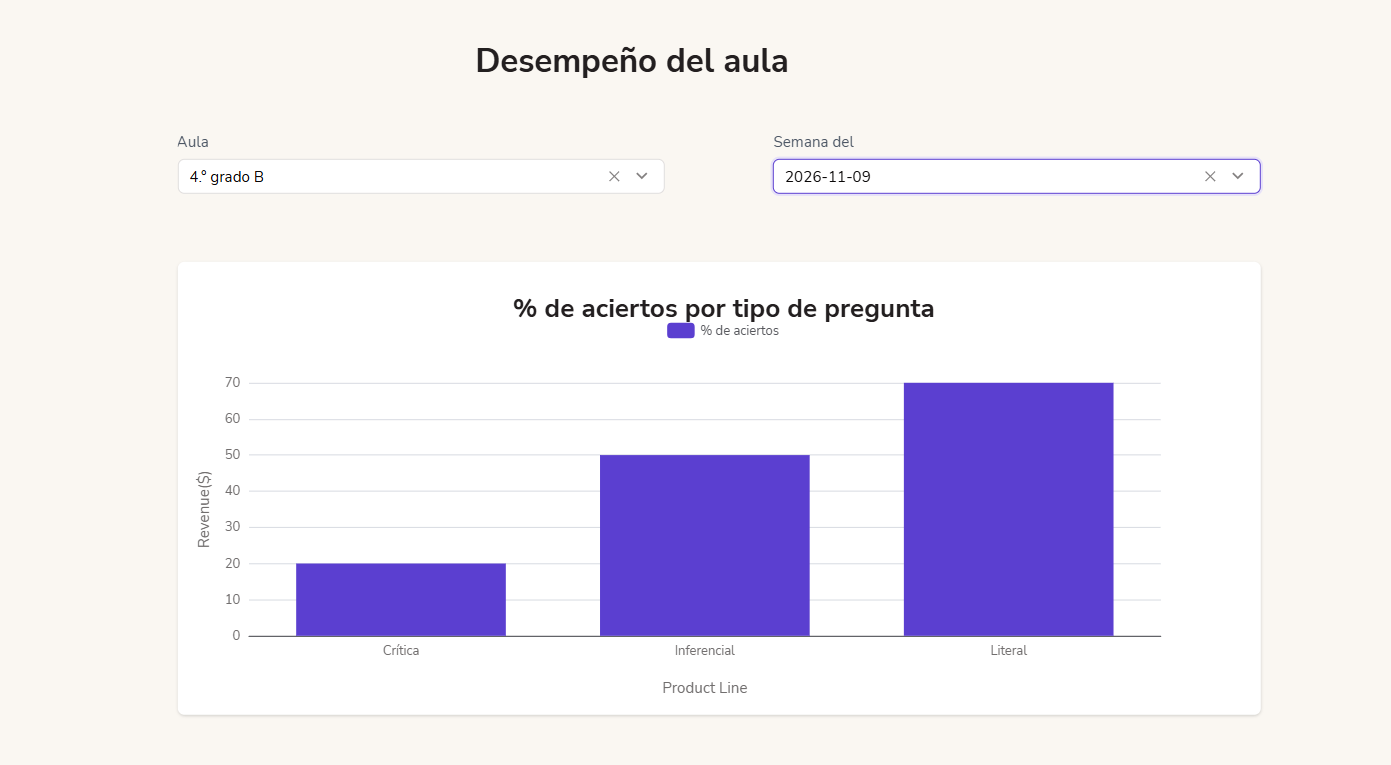 Desempeño del aula
Aula
Semana del
4.º grado B
2026-11-09
% de aciertos por tipo de pregunta
% de aciertos
70
60
50
40
30
20
10
0
Revenue($)
Crítica
Inferencial
Literal
Product Line